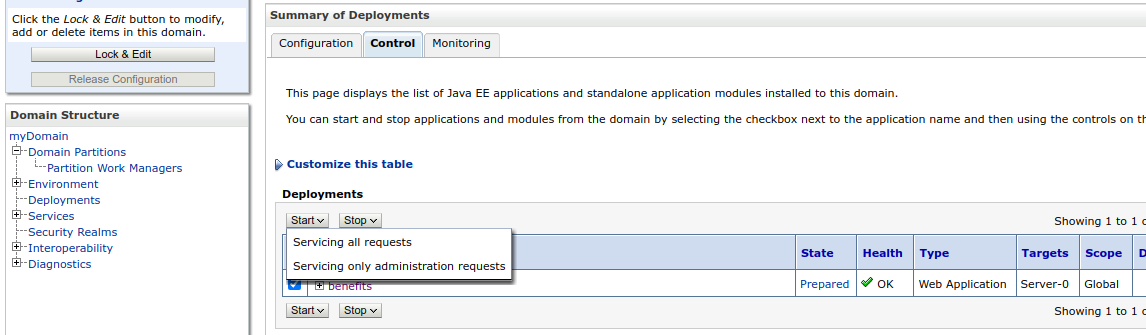 Click the Lock & Edit button to modify,
add or delete items in this domain.
Lock & Edit
Release Configuration
Domain Structure
myDomain
Domain Partitions
Partition Work Managers
Environment
Deployments
Services
Security Realms
Interoperability
Diagnostics
Summary of Deployments
Configuration Control Monitoring
This page displays the list of Java EE applications and standalone application modules installed to this domain.
You can start and stop applications and modules from the domain by selecting the checkbox next to the application name and then using the controls on
Customize this table
Deployments
Start Stop Showing 1 to 1
Servicing all requests
Servicing only administration requests
State Health Type Targets Scope
benefits Prepared OK Web Application Server-0 Global
Start Stop Showing 1 to 1